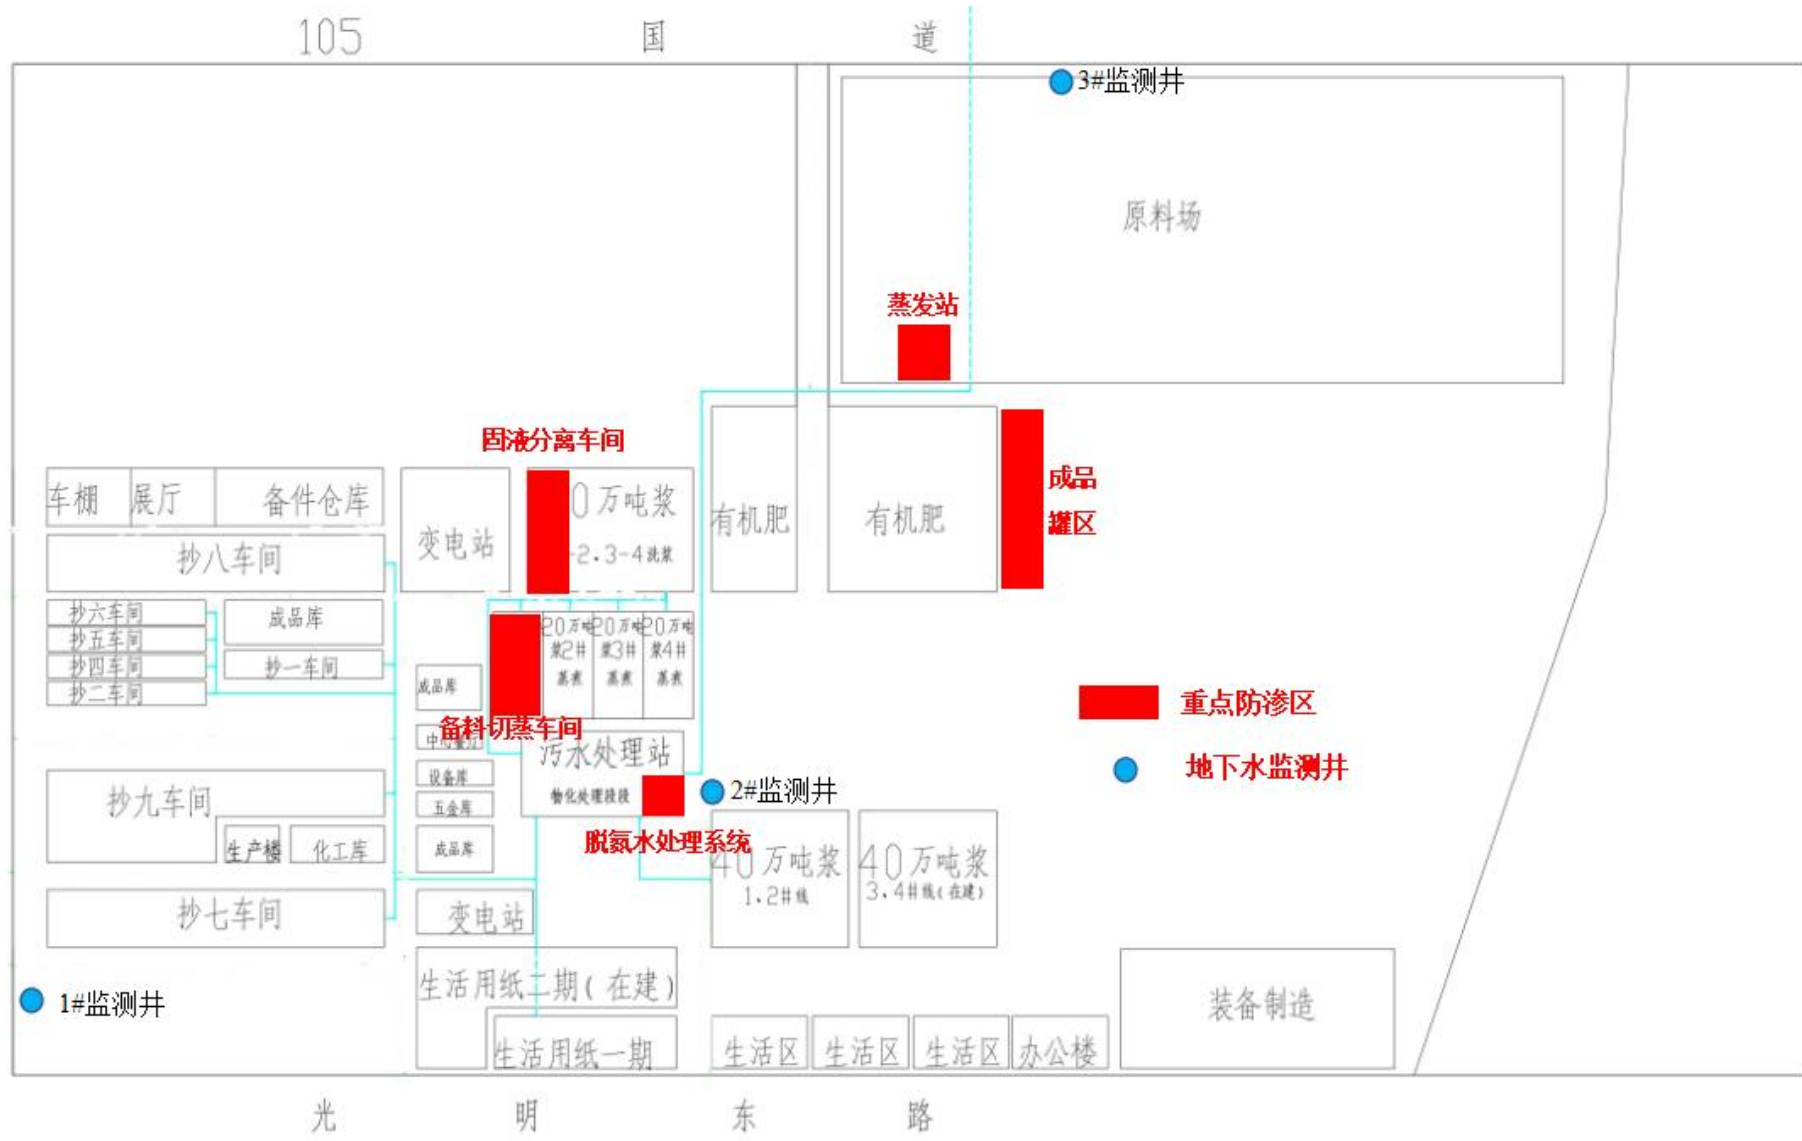 105 国 道
3#监测井
原料场
蒸发站
固液分离车间
成品
罐区
车棚 展厅 备件仓库
变电站
0万吨浆
-2.3-4洗浆
有机肥
有机肥
抄八车间
抄六车间
抄五车间
抄四车间
抄二车间
成品库
抄一车间
20万吨
浆2#
蒸煮
20万吨
浆3#
蒸煮
20万吨
浆4#
蒸煮
成品库
备料切蒸车间
重点防渗区
污水处理站
物化处理段段
设备库
地下水监测井
2#监测井
抄九车间
五金库
脱氮水处理系统
生产楼
化工库
成品库
40万吨浆
1、2#线
40万吨浆
3.4#线(在建)
抄七车间
变电站
生活用纸二期(在建)
1#监测井
装备制造
生活用纸一期
生活区
生活区
生活区
办公楼
光 明 东 路